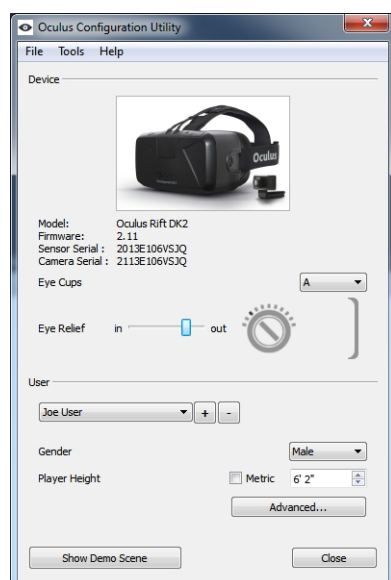 Oculus Configuration Utility
File Tools Help
Device
Oculus
Model: Oculus Rift DK2
Firmware: 2.11
Sensor Serial : 2013E106VSJQ
Camera Serial : 2113E106VSJQ
Eye Cups A
Eye Relief in out
User
Joe User + -
Gender Male
Player Height Metric 6' 2"
Advanced...
Show Demo Scene Close